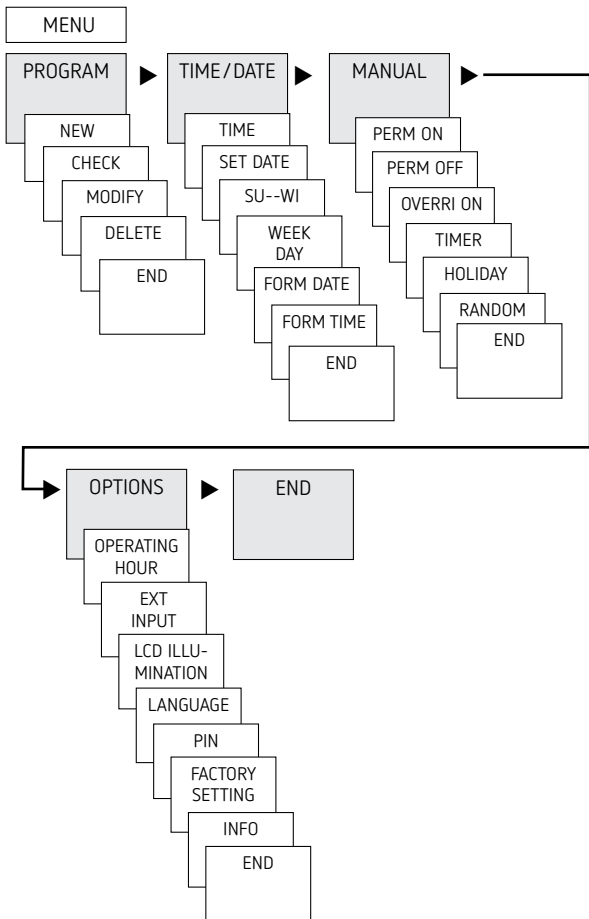 MENU
PROGRAM
NEW
CHECK
MODIFY
DELETE
END
TIME/DATE
TIME
SET DATE
SU--WI
WEEK
DAY
FORM DATE
FORM TIME
END
MANUAL
PERM ON
PERM OFF
OVERRI ON
TIMER
HOLIDAY
RANDOM
END
OPTIONS
OPERATING
HOUR
EXT
INPUT
LCD ILLU-
MINATION
LANGUAGE
PIN
FACTORY
SETTING
INFO
END
END